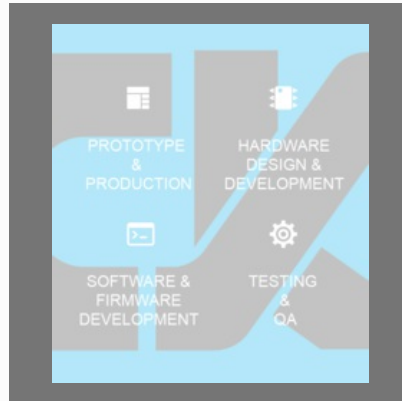 PROTOTYPE
&
PRODUCTION
HARDWARE
DESIGN &
DEVELOPMENT
SOFTWARE &
FIRMWARE
DEVELOPMENT
TESTING
&
QA